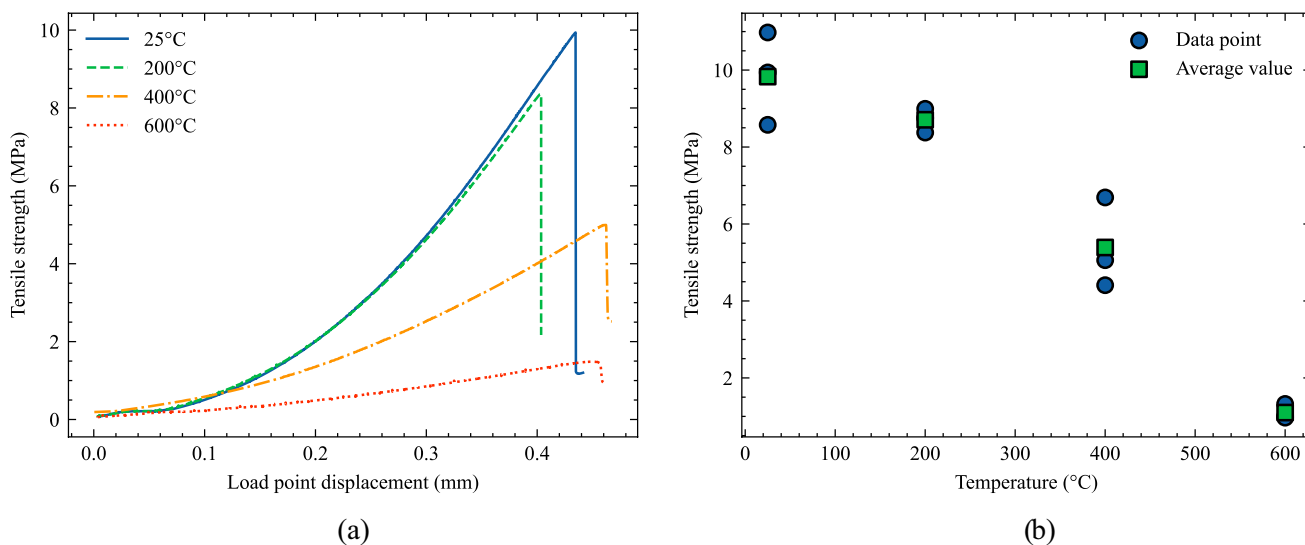 10
8
6
4
2
0
Tensile strength (MPa)
25°C
200°C
400°C
600°C
0.0 0.1 0.2 0.3 0.4
Load point displacement (mm)
(a)
10
8
6
4
2
Tensile strength (MPa)
Data point
Average value
0 100 200 300 400 500 600
Temperature (°C)
(b)